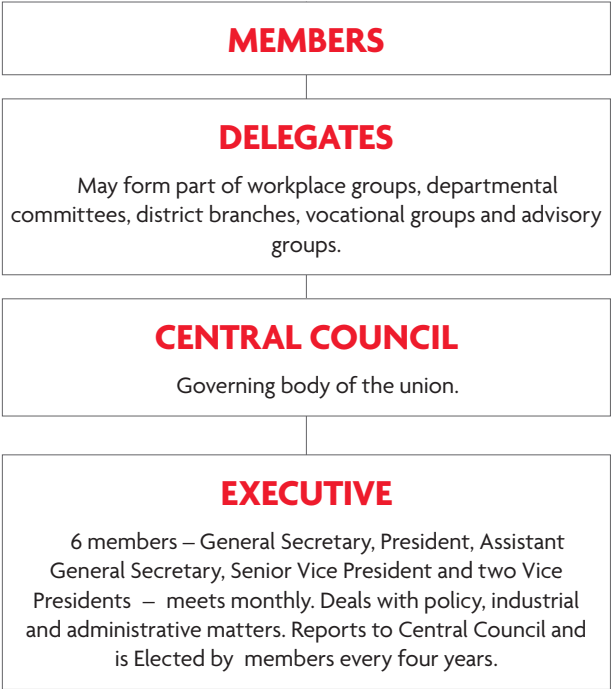 MEMBERS
DELEGATES
May form part of workplace groups, departmental
committees, district branches, vocational groups and advisory
groups.
CENTRAL COUNCIL
Governing body of the union.
EXECUTIVE
6 members – General Secretary, President, Assistant
General Secretary, Senior Vice President and two Vice
Presidents – meets monthly. Deals with policy, industrial
and administrative matters. Reports to Central Council and
is Elected by members every four years.